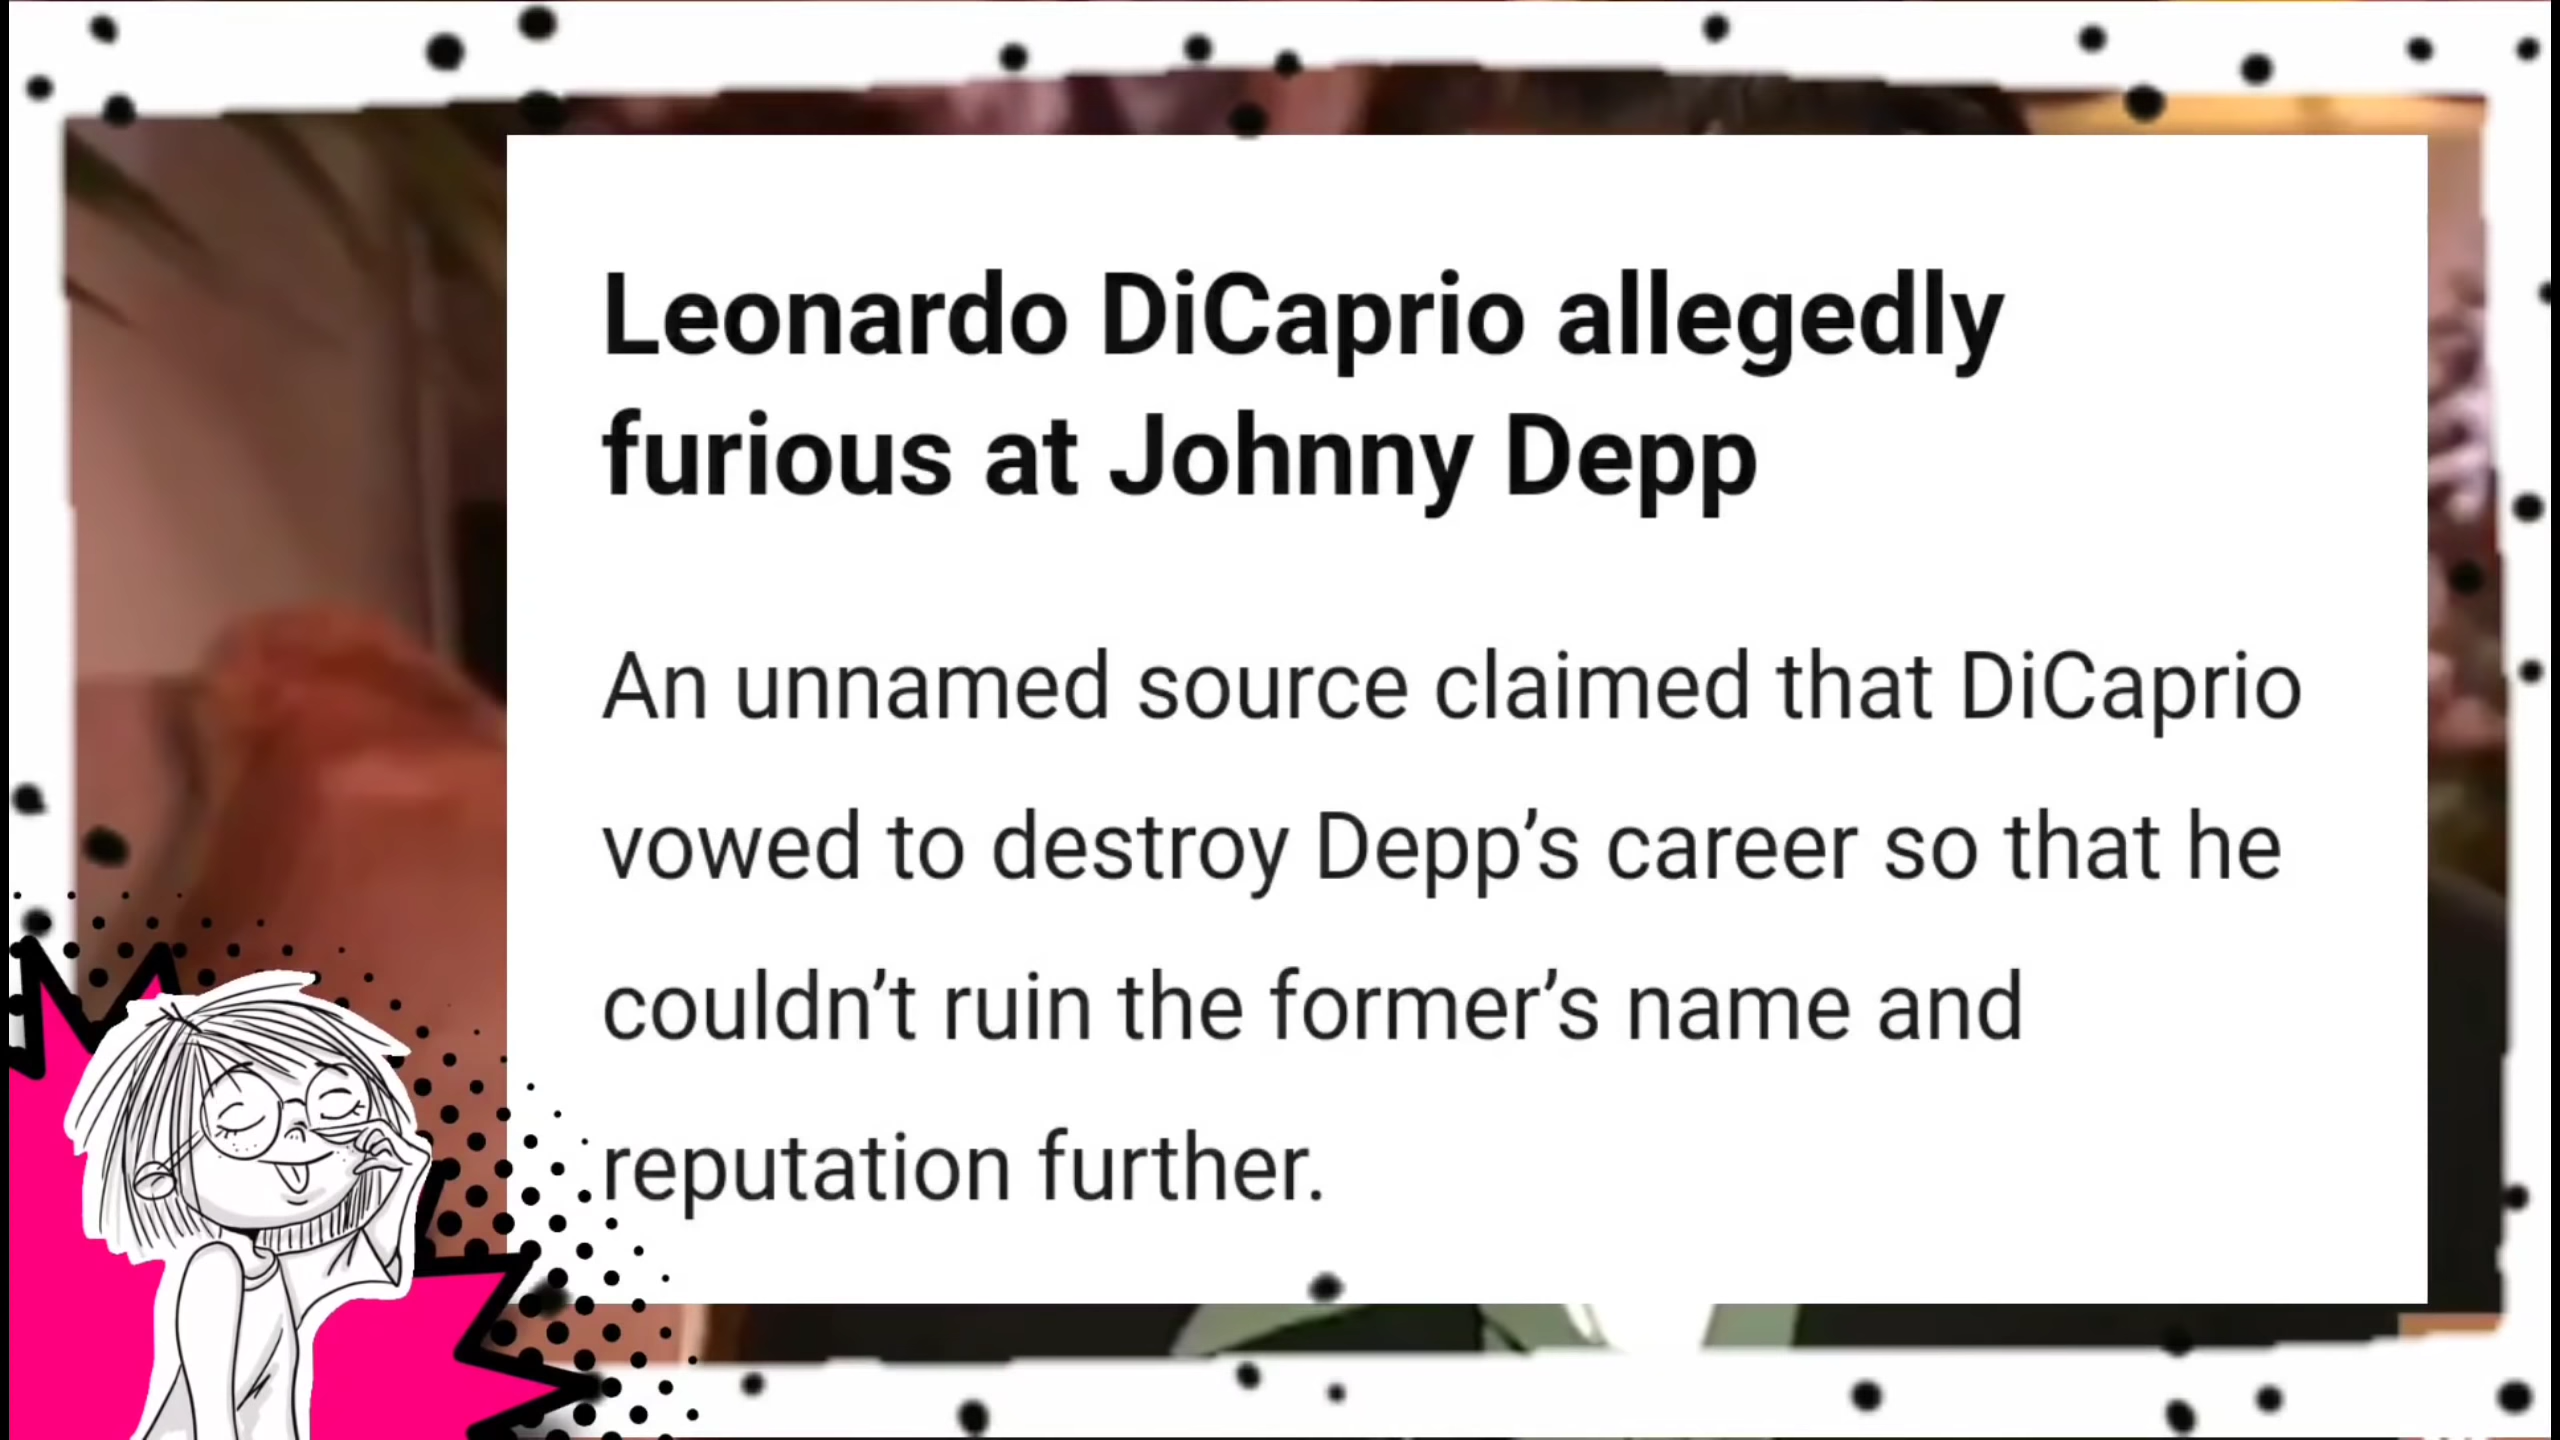 Leonardo DiCaprio allegedly
furious at Johnny Depp
An unnamed source claimed that DiCaprio
vowed to destroy Depp’s career so that he
couldn’t ruin the former’s name and
reputation further.